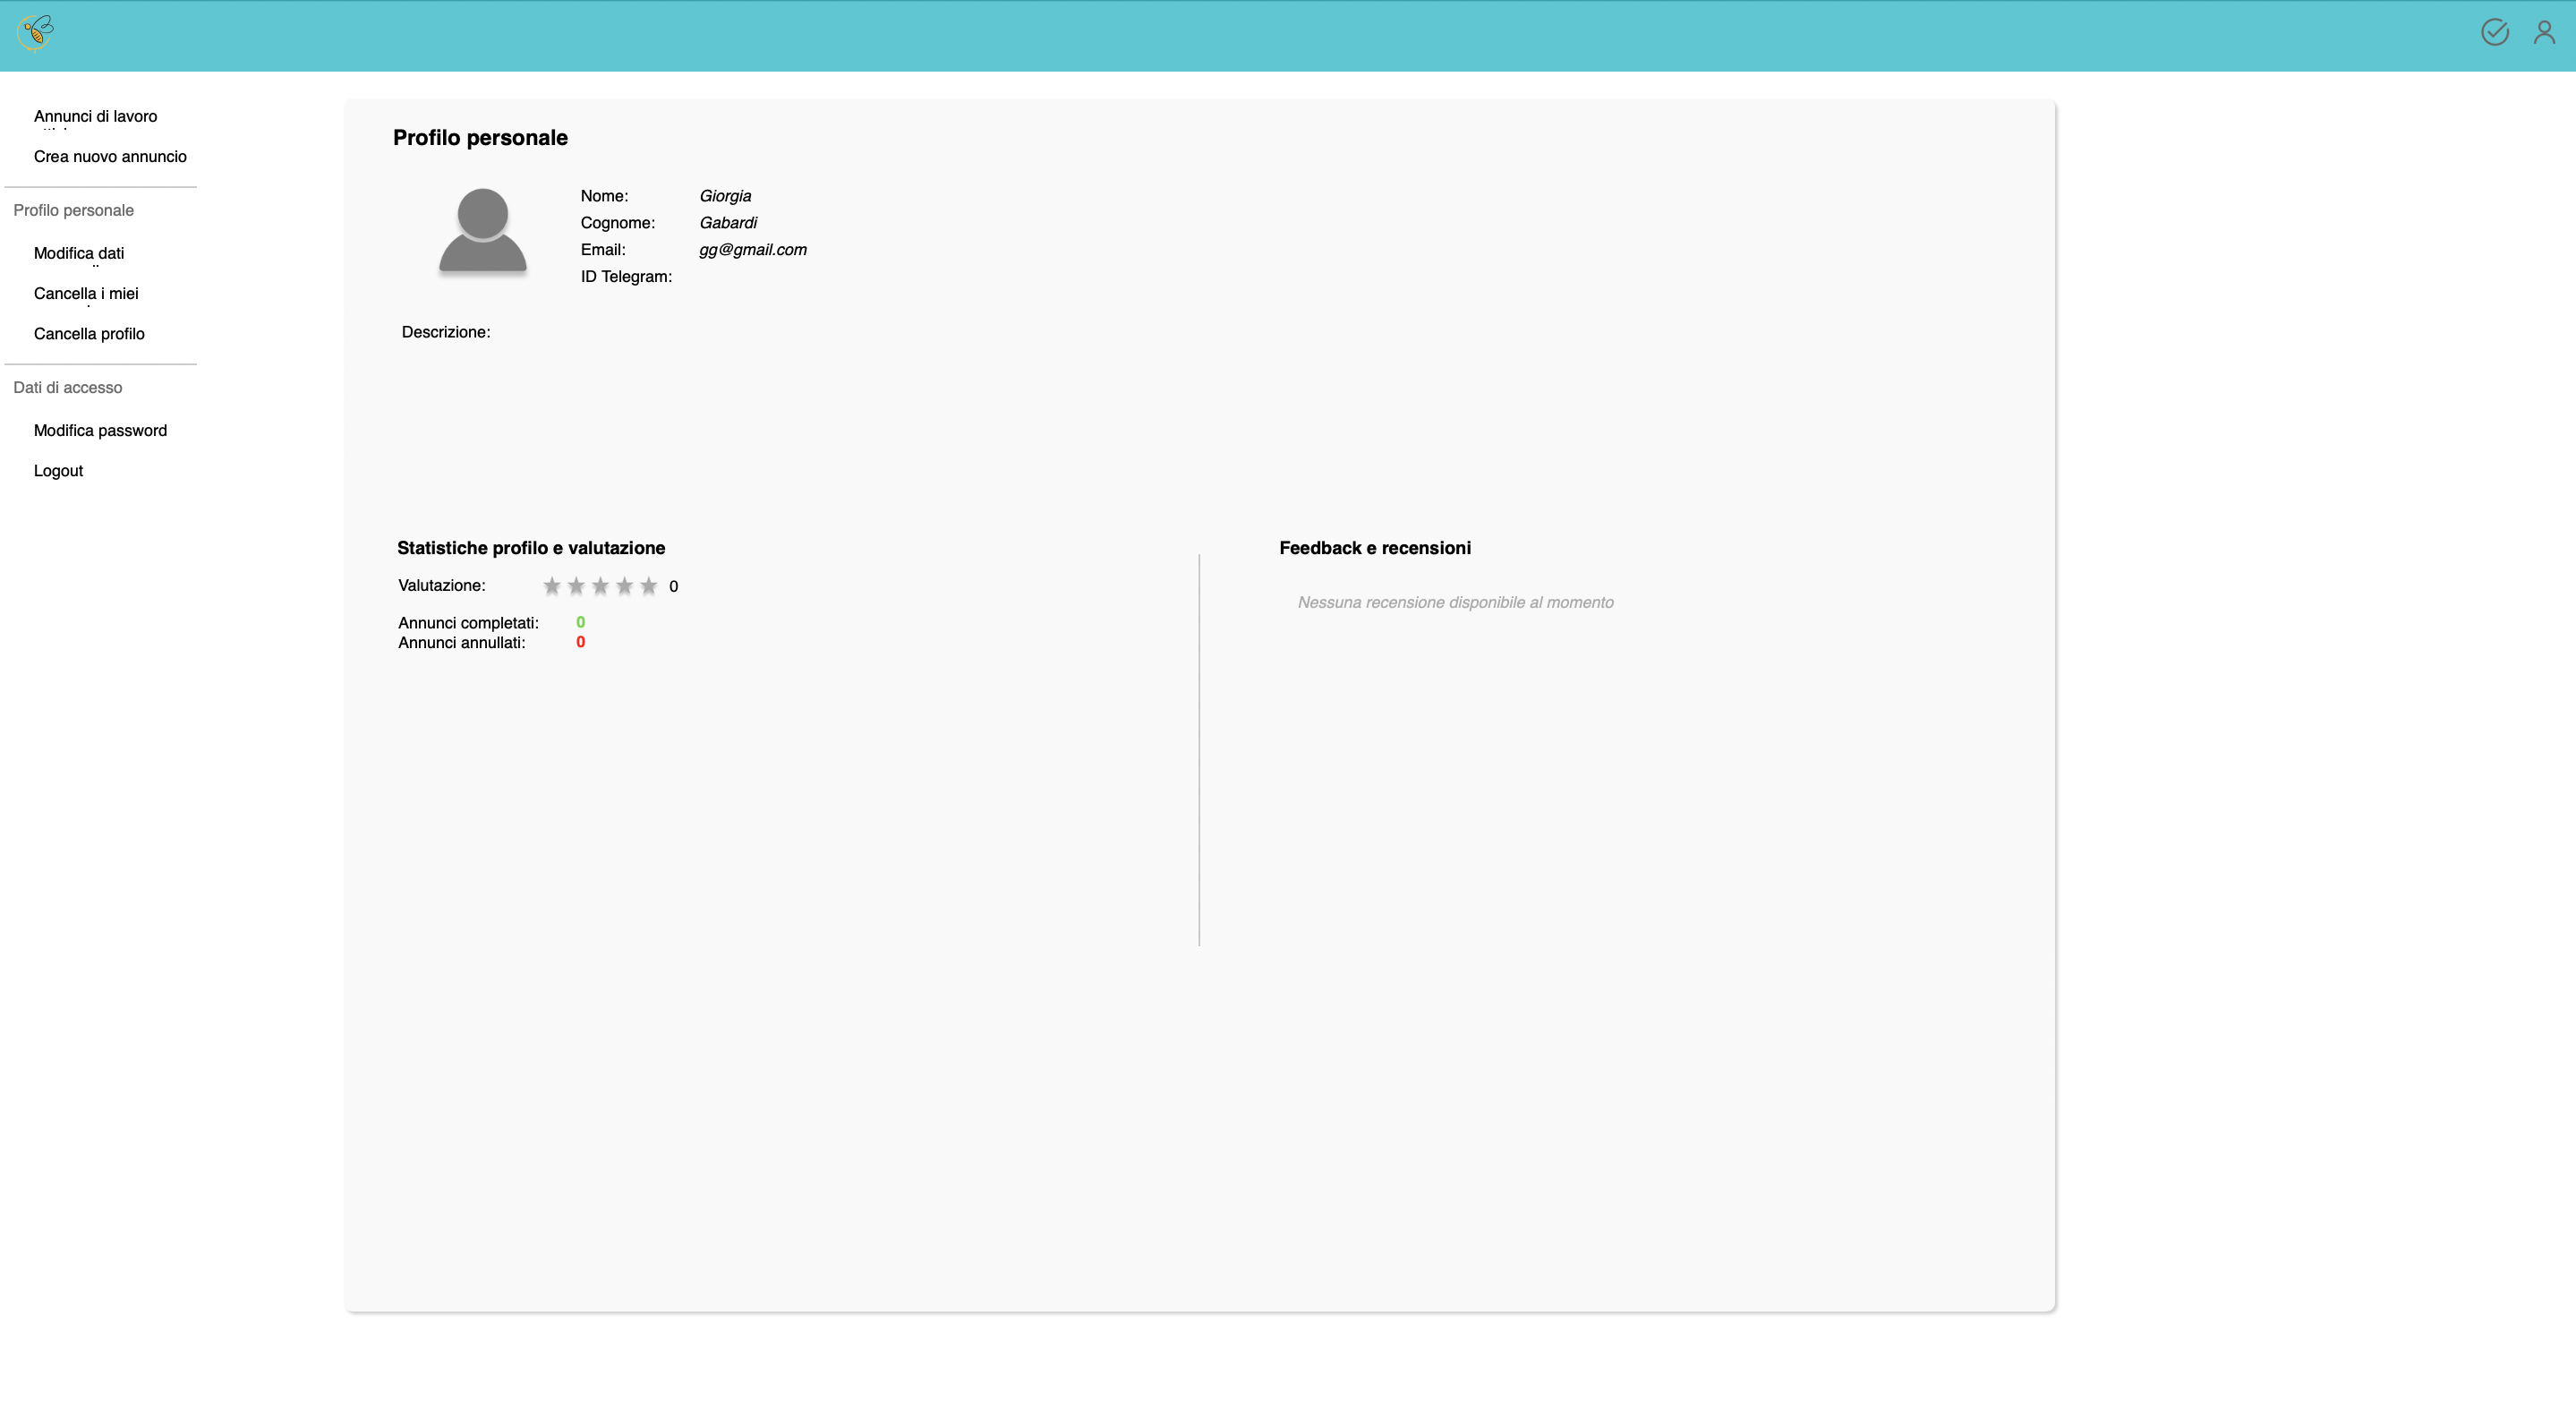 Annunci di lavoro
Crea nuovo annuncio
Profilo personale
Modifica dati
Cancella i miei
Cancella profilo
Dati di accesso
Modifica password
Logout
Profilo personale
Nome: Giorgia
Cognome: Gabardi
Email: gg@gmail.com
ID Telegram:
Descrizione:
Statistiche profilo e valutazione
Valutazione: 0
Annunci completati: 0
Annunci annullati: 0
Feedback e recensioni
Nessuna recensione disponibile al momento